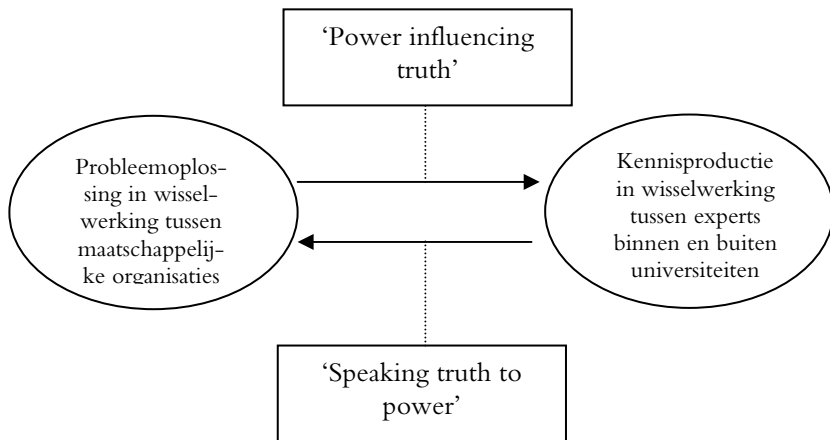 ‘Power influencing
truth’
Probleemoplos-
sing in wissel-
werking tussen
maatschappelij-
ke organisaties
Kennisproductie
in wisselwerking
tussen experts
binnen en buiten
universiteiten
‘Speaking truth to
power’